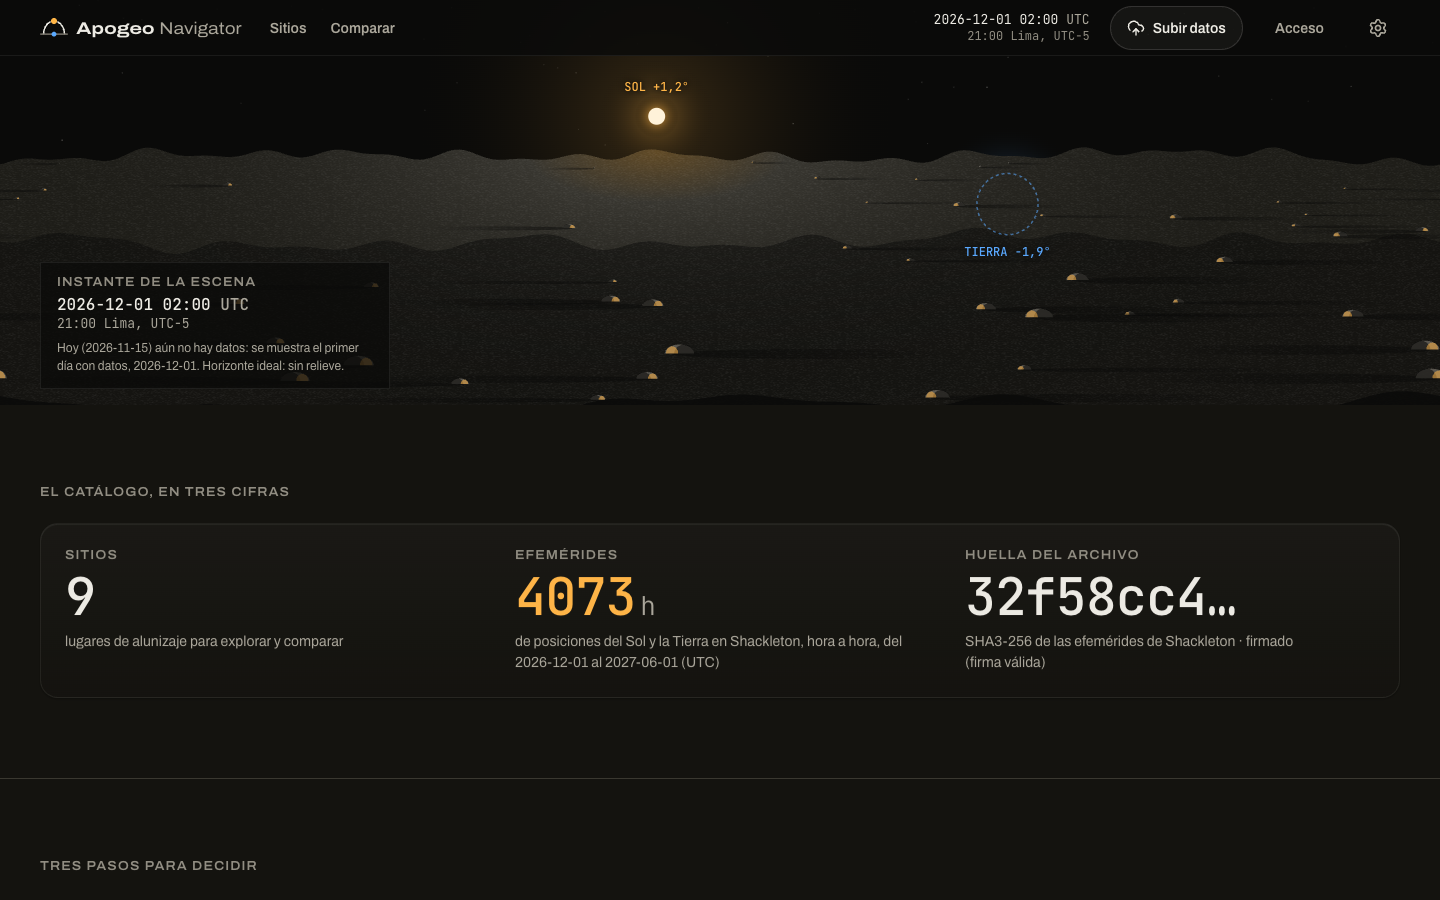 Apogeo Navigator
Sitios
Comparar
2026-12-01 02:00 UTC
21:00 Lima, UTC-5
Subir datos
Acceso
SOL +1,2°
TIERRA -1,9°
INSTANTE DE LA ESCENA
2026-12-01 02:00 UTC
21:00 Lima, UTC-5
Hoy (2026-11-15) aún no hay datos: se muestra el primer
día con datos, 2026-12-01. Horizonte ideal: sin relieve.
EL CATÁLOGO, EN TRES CIFRAS
SITIOS
9
lugares de alunizaje para explorar y comparar
EFEMÉRIDES
4073 h
de posiciones del Sol y la Tierra en Shackleton, hora a hora, del
2026-12-01 al 2027-06-01 (UTC)
HUELLA DEL ARCHIVO
32f58cc4…
SHA3-256 de las efemérides de Shackleton · firmado
(firma válida)
TRES PASOS PARA DECIDIR